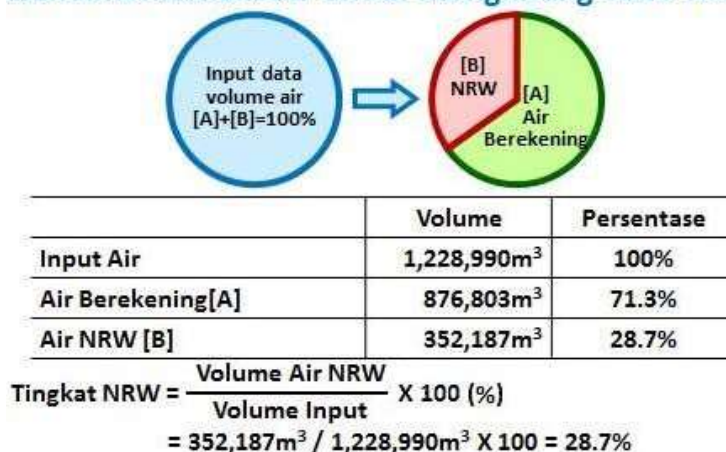 Input data
volume air
[A]+[B]=100%
[B]
NRW
[A]
Air
Berekening
Volume Persentase
Input Air 1,228,990m³ 100%
Air Berekening[A] 876,803m³ 71.3%
Air NRW [B] 352,187m³ 28.7%
Tingkat NRW = Volume Air NRW / Volume Input X 100 (%)
= 352,187m³ / 1,228,990m³ X 100 = 28.7%